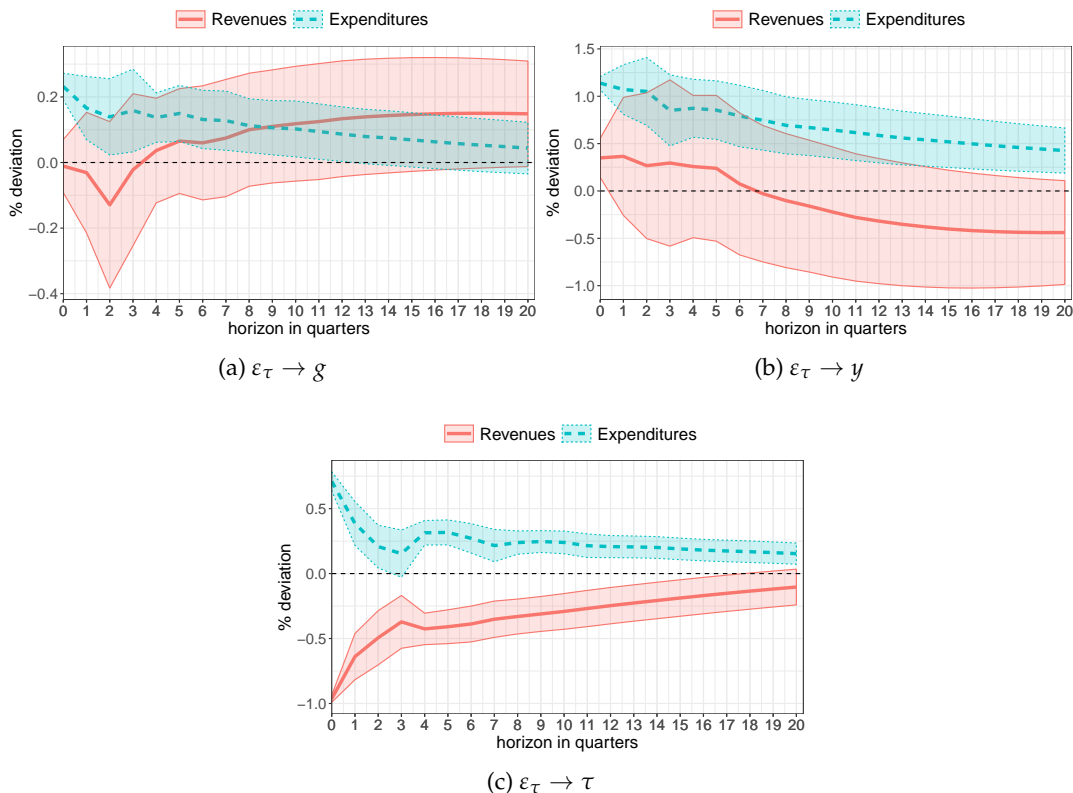 Revenues Expenditures
% deviation
0.2
0.0
−0.2
−0.4
0 1 2 3 4 5 6 7 8 9 10 11 12 13 14 15 16 17 18 19 20
horizon in quarters
(a) ετ → g
Revenues Expenditures
% deviation
1.5
1.0
0.5
0.0
−0.5
−1.0
0 1 2 3 4 5 6 7 8 9 10 11 12 13 14 15 16 17 18 19 20
horizon in quarters
(b) ετ → y
Revenues Expenditures
% deviation
0.5
0.0
−0.5
−1.0
0 1 2 3 4 5 6 7 8 9 10 11 12 13 14 15 16 17 18 19 20
horizon in quarters
(c) ετ → τ